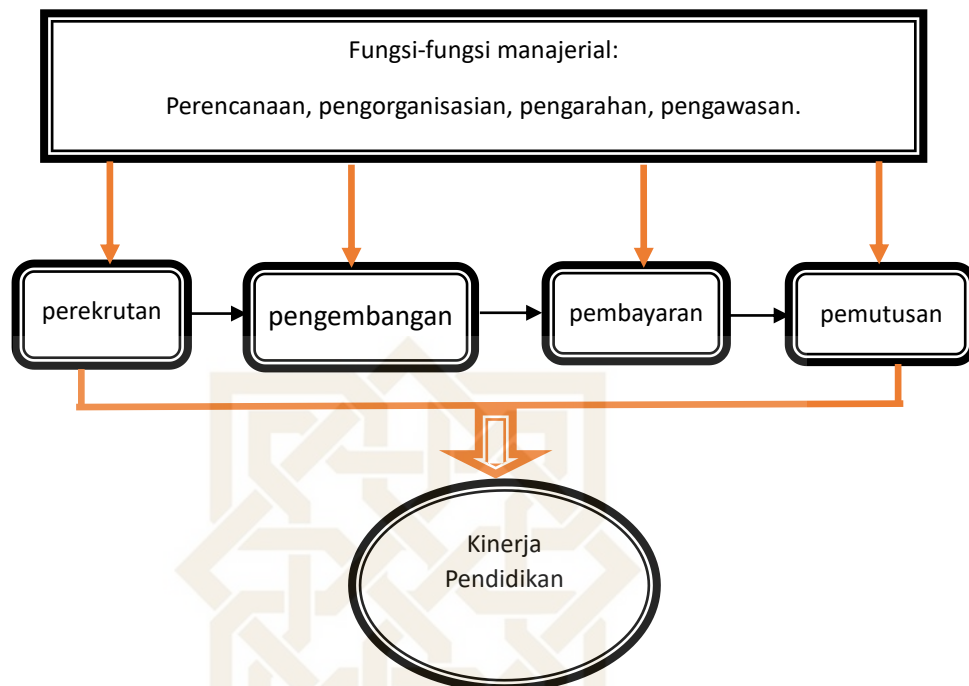 Fungsi-fungsi manajerial:
Perencanaan, pengorganisasian, pengarahan, pengawasan.
perekrutan
pengembangan
pembayaran
pemutusan
Kinerja
Pendidikan